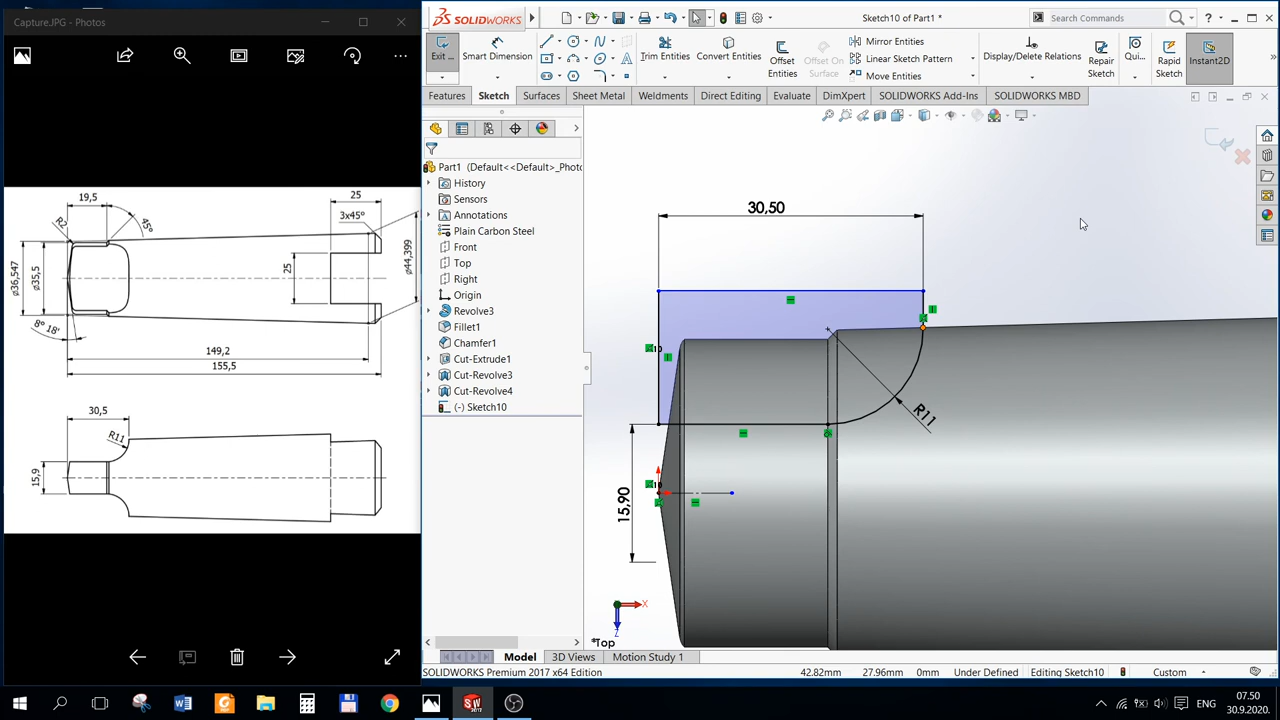 Capture.JPG - Photos
SOLIDWORKS
Sketch10 of Part1 *
Search Commands
Exit ...
Smart Dimension
Trim Entities
Convert Entities
Offset Entities
Offset On Surface
Mirror Entities
Linear Sketch Pattern
Move Entities
Display/Delete Relations
Repair Sketch
Qui...
Rapid Sketch
Instant2D
Features
Sketch
Surfaces
Sheet Metal
Weldments
Direct Editing
Evaluate
DimXpert
SOLIDWORKS Add-Ins
SOLIDWORKS MBD
Part1 (Default<<Default>_Photo
History
Sensors
Annotations
Plain Carbon Steel
Front
Top
Right
Origin
Revolve3
Fillet1
Chamfer1
Cut-Extrude1
Cut-Revolve3
Cut-Revolve4
(-) Sketch10
19,5
R2
45°
25
3x45°
⌀36,547
⌀35,5
25
⌀44,399
8° 18'
149,2
155,5
30,5
R11
15,9
30,50
R11
15,90
X
Z
*Top
Model
3D Views
Motion Study 1
SOLIDWORKS Premium 2017 x64 Edition
42.82mm
27.96mm
Under Defined
Editing Sketch10
Custom
ENG
07.50
30.9.2020.